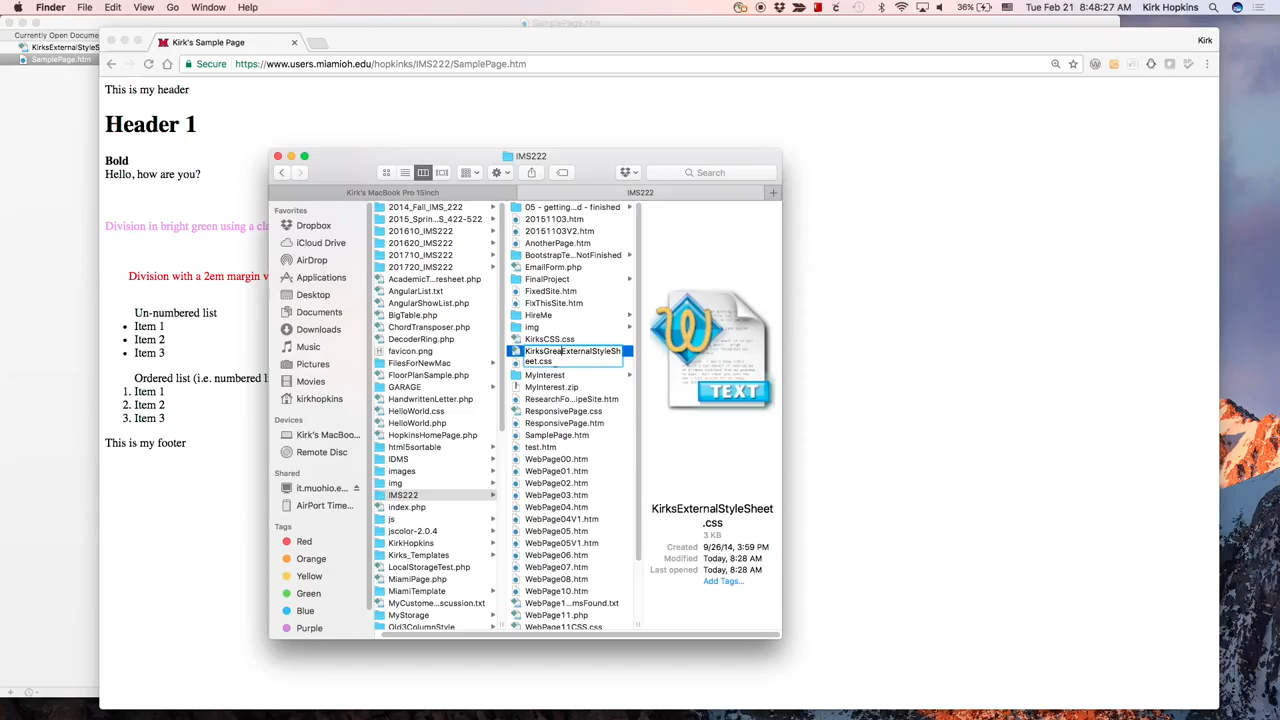 Finder File Edit View Go Window Help
36% Tue Feb 21 8:48:27 AM Kirk Hopkins
SamplePage.htm
Currently Open Docume
KirksExternalStyleS
SamplePage.htm
Kirk's Sample Page
Kirk
Secure https://www.users.miamioh.edu/hopkinks/IMS222/SamplePage.htm
This is my header
Header 1
Bold
Hello, how are you?
Division in bright green using a cla
Division with a 2em margin v
Un-numbered list
Item 1
Item 2
Item 3
Ordered list (i.e. numbered l
1. Item 1
2. Item 2
3. Item 3
This is my footer
IMS222
Search
Kirk's MacBook Pro 15inch
IMS222
Favorites
Dropbox
iCloud Drive
AirDrop
Applications
Desktop
Documents
Downloads
Music
Pictures
Movies
kirkhopkins
Devices
Kirk's MacBoo...
Remote Disc
Shared
it.muohio.e...
AirPort Time...
Tags
Red
Orange
Yellow
Green
Blue
Purple
2014_Fall_IMS_222
2015_Sprin...S_422-522
201610_IMS222
201620_IMS222
201710_IMS222
201720_IMS222
AcademicT...resheet.php
AngularList.txt
AngularShowList.php
BigTable.php
ChordTransposer.php
DecoderRing.php
favicon.png
FilesForNewMac
FloorPlanSample.php
GARAGE
HandwrittenLetter.php
HelloWorld.css
HelloWorld.php
HopkinsHomePage.php
html5sortable
IDMS
images
img
IMS222
index.php
js
jscolor-2.0.4
KirkHopkins
Kirks_Templates
LocalStorageTest.php
MiamiPage.php
MiamiTemplate
MyCustome...scussion.txt
MyStorage
Old3ColumnStyle
05 - getting...d - finished
20151103.htm
20151103V2.htm
AnotherPage.htm
BootstrapTe...NotFinished
EmailForm.php
FinalProject
FixedSite.htm
FixThisSite.htm
HireMe
img
KirksCSS.css
KirksGreaExternalStyleSh
eet.css
MyInterest
MyInterest.zip
ResearchFo...ipeSite.htm
ResponsivePage.css
ResponsivePage.htm
SamplePage.htm
test.htm
WebPage00.htm
WebPage01.htm
WebPage02.htm
WebPage03.htm
WebPage04.htm
WebPage04V1.htm
WebPage05.htm
WebPage05V1.htm
WebPage06.htm
WebPage07.htm
WebPage08.htm
WebPage10.htm
WebPage1...msFound.txt
WebPage11.php
WebPage11CSS.css
TEXT
KirksExternalStyleSheet
.css
3 KB
Created 9/26/14, 3:59 PM
Modified Today, 8:28 AM
Last opened Today, 8:28 AM
Add Tags...